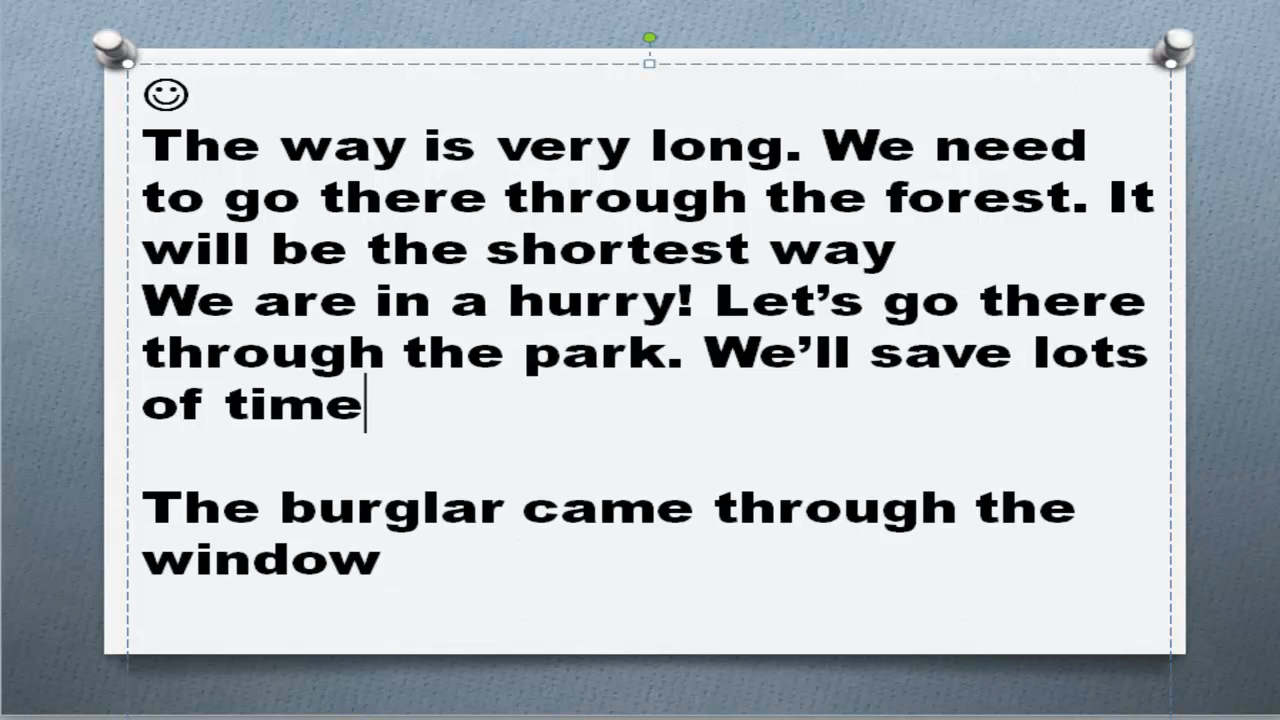 ☺
The way is very long. We need
to go there through the forest. It
will be the shortest way
We are in a hurry! Let’s go there
through the park. We’ll save lots
of time
The burglar came through the
window